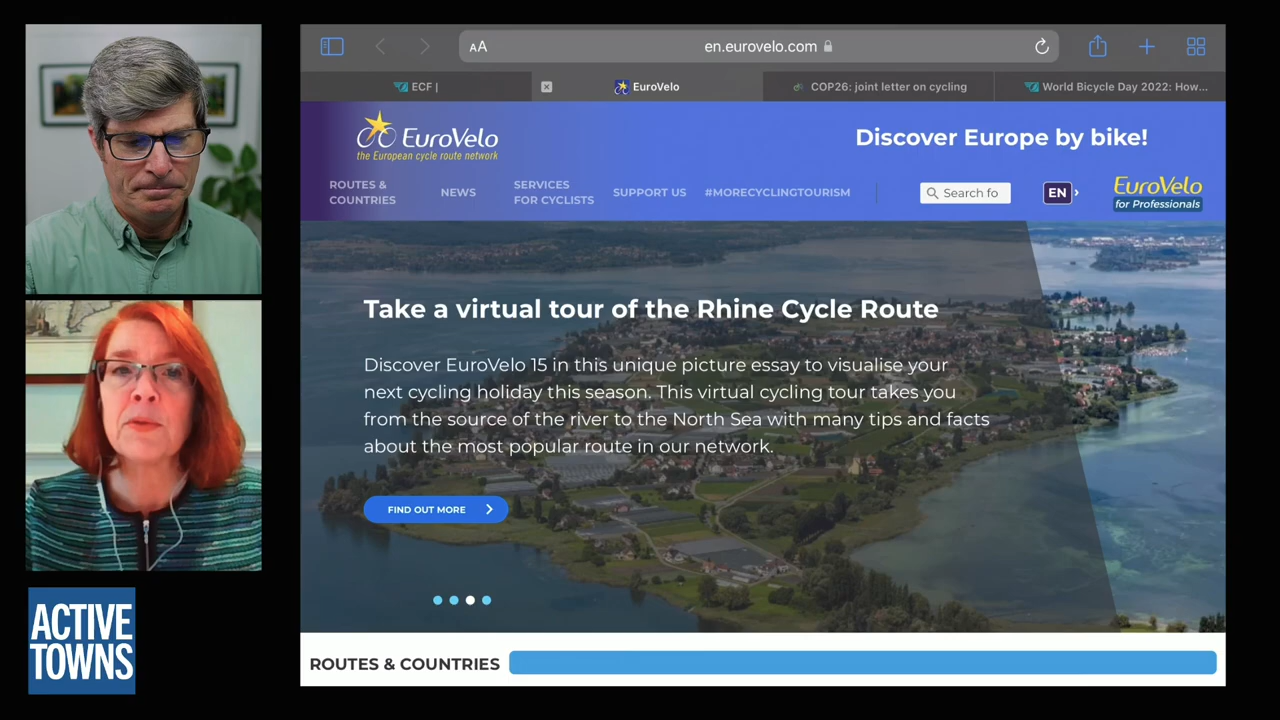 AA
en.eurovelo.com
ECF |
EuroVelo
COP26: joint letter on cycling
World Bicycle Day 2022: How...
EuroVelo
the European cycle route network
Discover Europe by bike!
ROUTES &
COUNTRIES
NEWS
SERVICES
FOR CYCLISTS
SUPPORT US
#MORECYCLINGTOURISM
Search fo
EN
EuroVelo
for Professionals
Take a virtual tour of the Rhine Cycle Route
Discover EuroVelo 15 in this unique picture essay to visualise your
next cycling holiday this season. This virtual cycling tour takes you
from the source of the river to the North Sea with many tips and facts
about the most popular route in our network.
FIND OUT MORE
ROUTES & COUNTRIES
ACTIVE
TOWNS